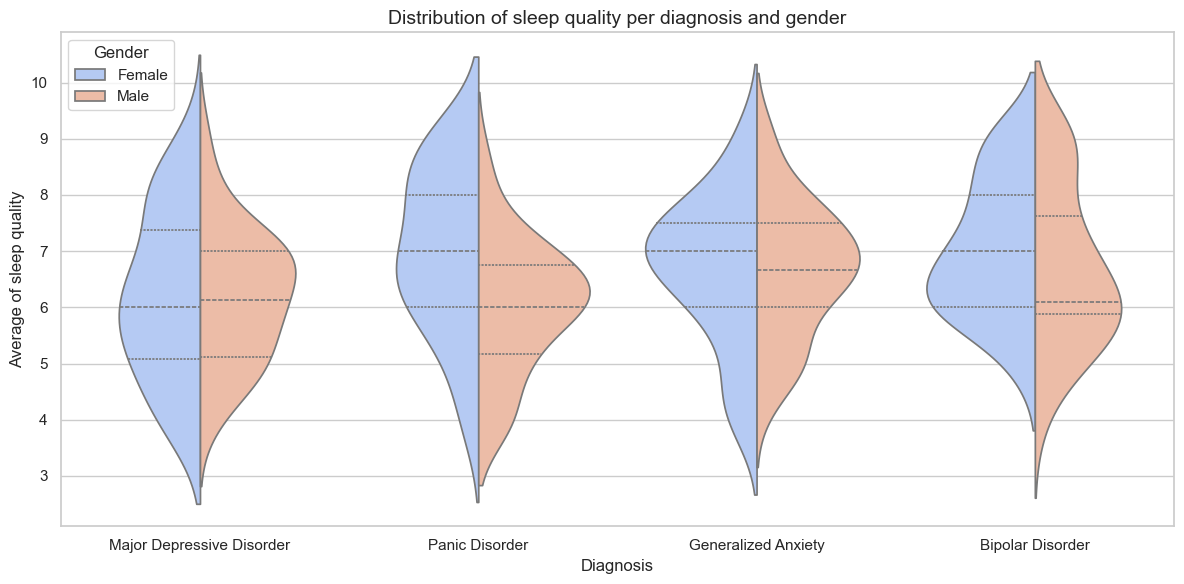 Distribution of sleep quality per diagnosis and gender
Gender
Female
Male
10
9
8
7
6
5
4
3
Average of sleep quality
Major Depressive Disorder
Panic Disorder
Generalized Anxiety
Bipolar Disorder
Diagnosis